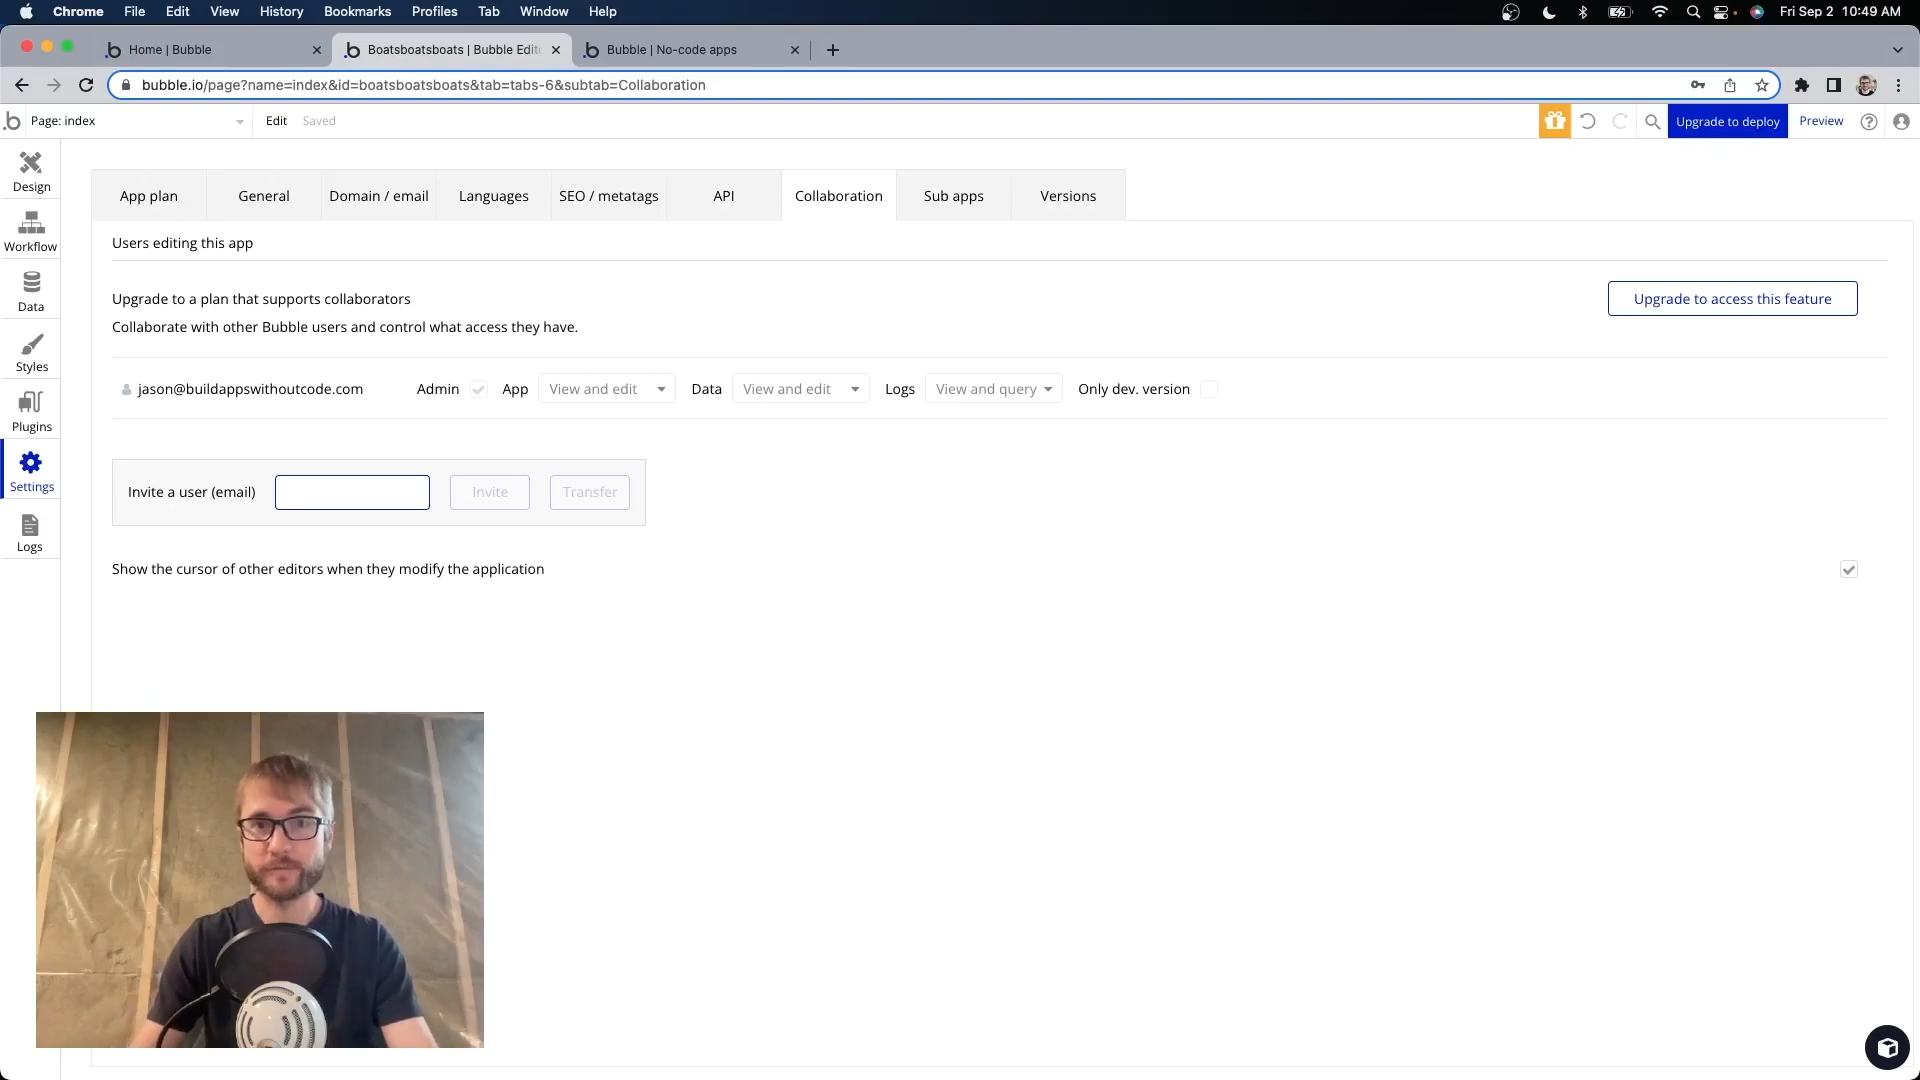 Chrome File Edit View History Bookmarks Profiles Tab Window Help Fri Sep 2 10:49 AM
Home | Bubble Boatsboatsboats | Bubble Edit Bubble | No-code apps
bubble.io/page?name=index&id=boatsboatsboats&tab=tabs-6&subtab=Collaboration
Page: index Edit Saved Upgrade to deploy Preview
Design
Workflow
Data
Styles
Plugins
Settings
Logs
App plan General Domain / email Languages SEO / metatags API Collaboration Sub apps Versions
Users editing this app
Upgrade to a plan that supports collaborators Upgrade to access this feature
Collaborate with other Bubble users and control what access they have.
jason@buildappswithoutcode.com Admin App View and edit Data View and edit Logs View and query Only dev. version
Invite a user (email) Invite Transfer
Show the cursor of other editors when they modify the application